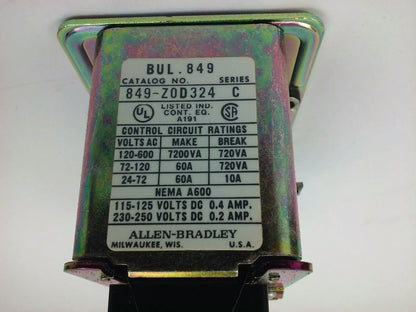 BUL. 849
CATALOG NO. SERIES
849-Z0D324 C
UL LISTED IND. CONT. EQ. A191 SA
CONTROL CIRCUIT RATINGS
VOLTS AC MAKE BREAK
120-600 7200VA 720VA
72-120 60A 720VA
24-72 60A 10A
NEMA A600
115-125 VOLTS DC 0.4 AMP.
230-250 VOLTS DC 0.2 AMP.
ALLEN-BRADLEY
MILWAUKEE, WIS. U.S.A.